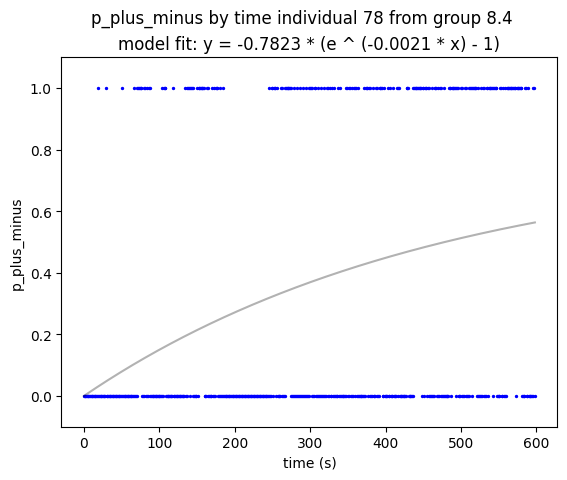 p_plus_minus by time individual 78 from group 8.4
model fit: y = -0.7823 * (e ^ (-0.0021 * x) - 1)
1.0
0.8
0.6
0.4
0.2
0.0
p_plus_minus
0 100 200 300 400 500 600
time (s)